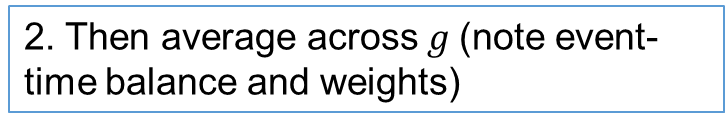 2. Then average across g (note event-
time balance and weights)